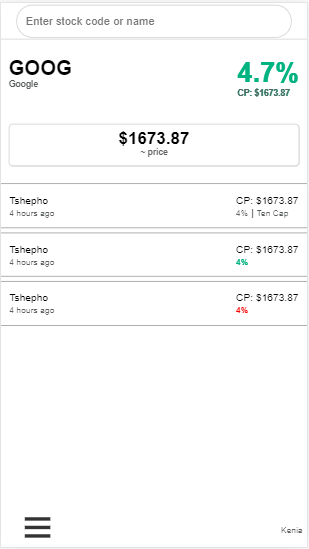 Enter stock code or name
GOOG
4.7%
Google
CP: $1673.87
$1673.87
~ price
Tshepho
CP: $1673.87
4 hours ago
4% | Ten Cap
Tshepho
CP: $1673.87
4 hours ago
4%
Tshepho
CP: $1673.87
4 hours ago
4%
Kenia